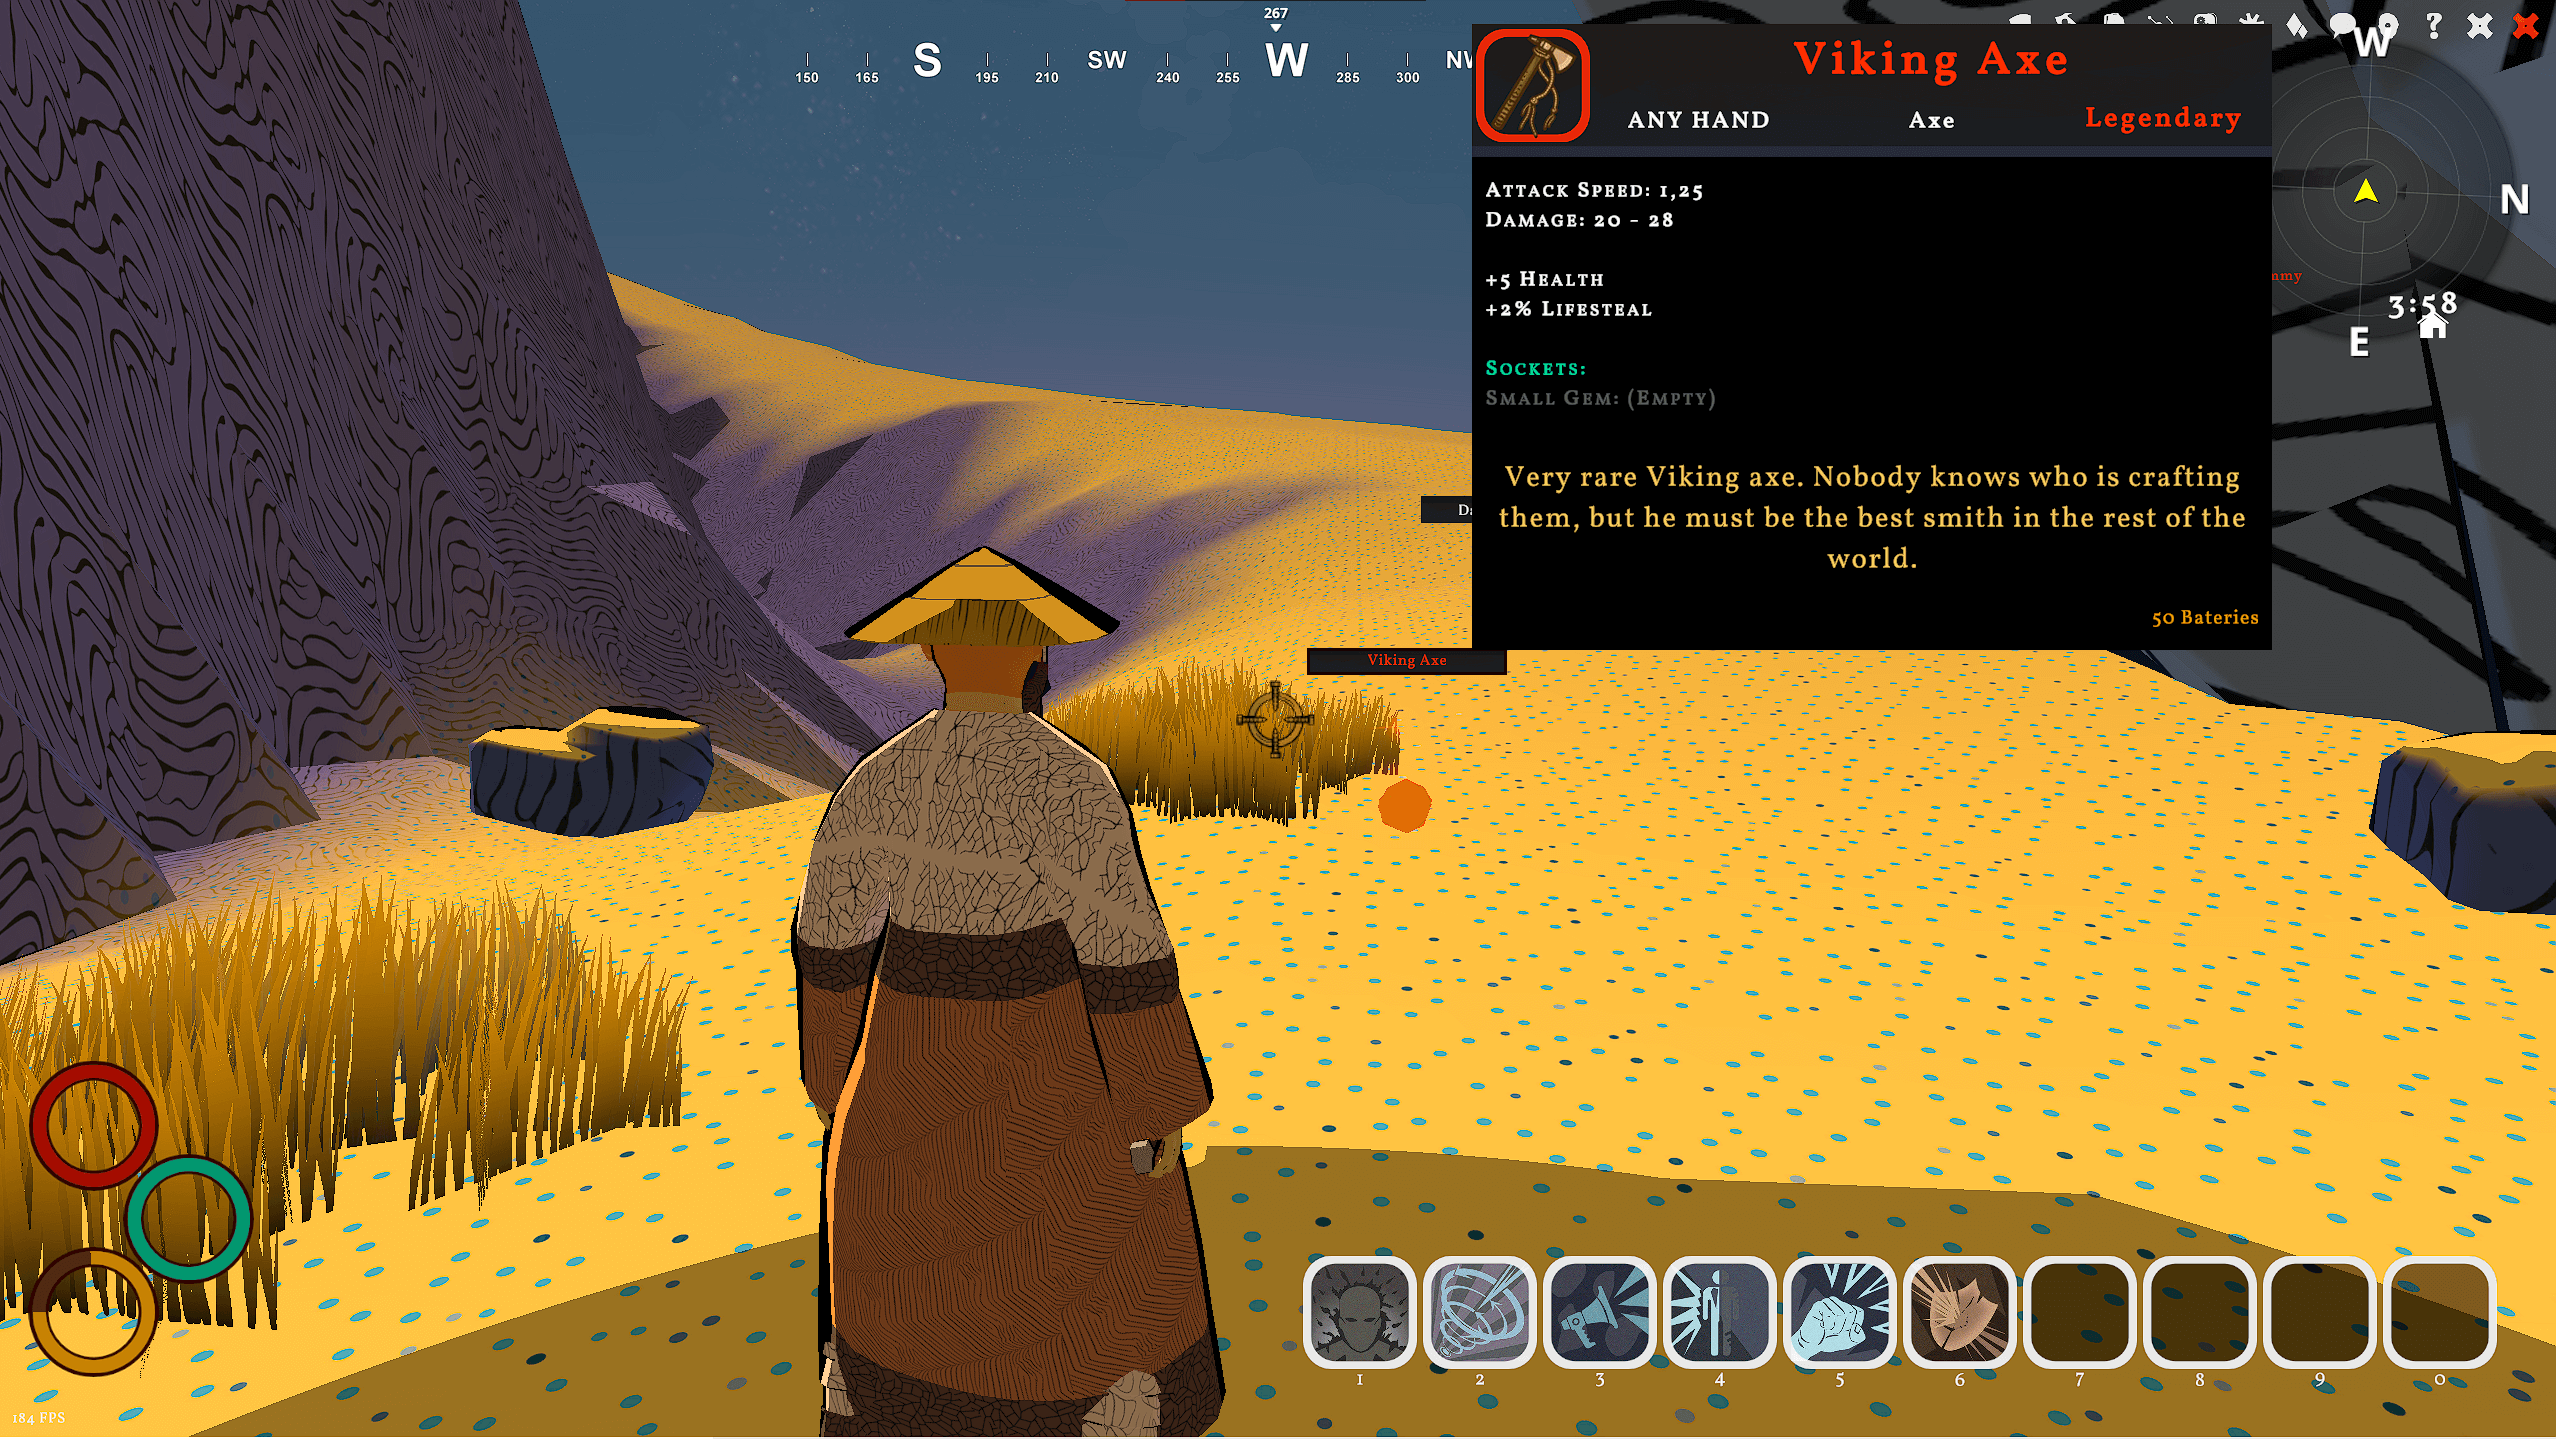 267
S SW W
150 165 195 210 240 255 285 300
Viking Axe
ANY HAND Axe Legendary
ATTACK SPEED: 1,25
DAMAGE: 20 - 28
+5 HEALTH
+2% LIFESTEAL
SOCKETS:
SMALL GEM: (EMPTY)
Very rare Viking axe. Nobody knows who is crafting
them, but he must be the best smith in the rest of the
world.
50 Bateries
W
N
E
3:58
Viking Axe
1 2 3 4 5 6 7 8 9 0
184 FPS